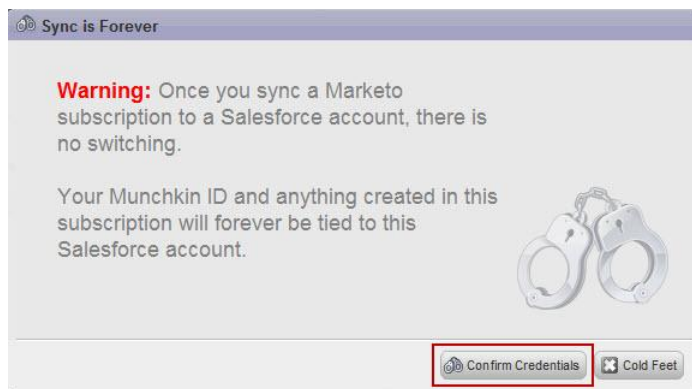 Sync is Forever
Warning: Once you sync a Marketo
subscription to a Salesforce account, there is
no switching.
Your Munchkin ID and anything created in this
subscription will forever be tied to this
Salesforce account.
Confirm Credentials
Cold Feet